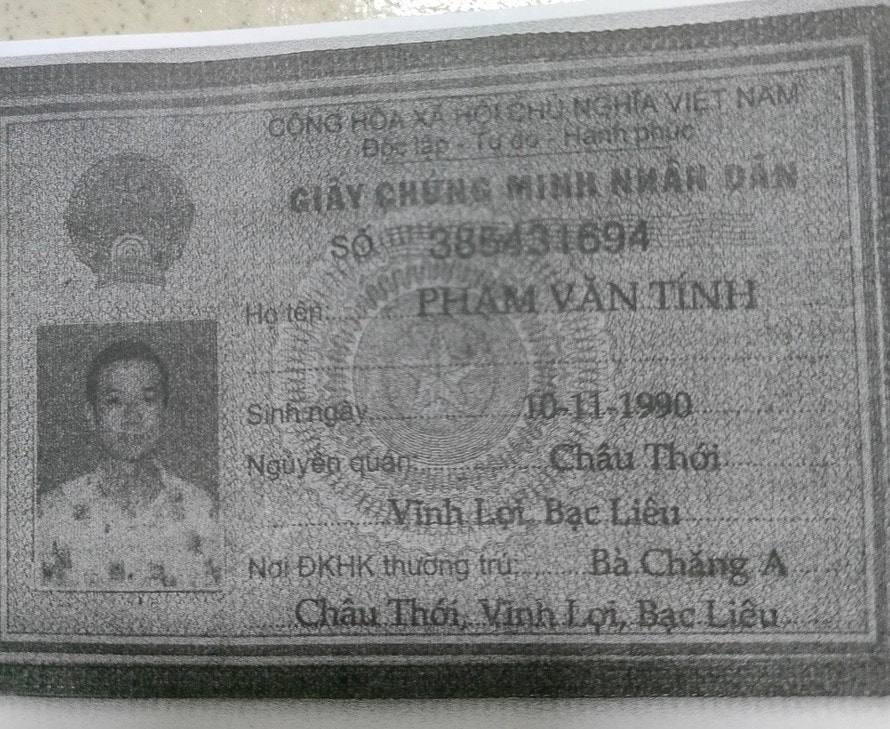 CỘNG HÒA XÃ HỘI CHỦ NGHĨA VIỆT NAM
Độc lập - Tự do - Hạnh phúc
GIẤY CHỨNG MINH NHÂN DÂN
SỐ 385431694
Họ tên: PHẠM VĂN TÍNH
Sinh ngày 10-11-1990
Nguyên quán: Châu Thới
Vĩnh Lợi, Bạc Liêu
Nơi ĐKHK thường trú: Bà Chăng A
Châu Thới, Vĩnh Lợi, Bạc Liêu